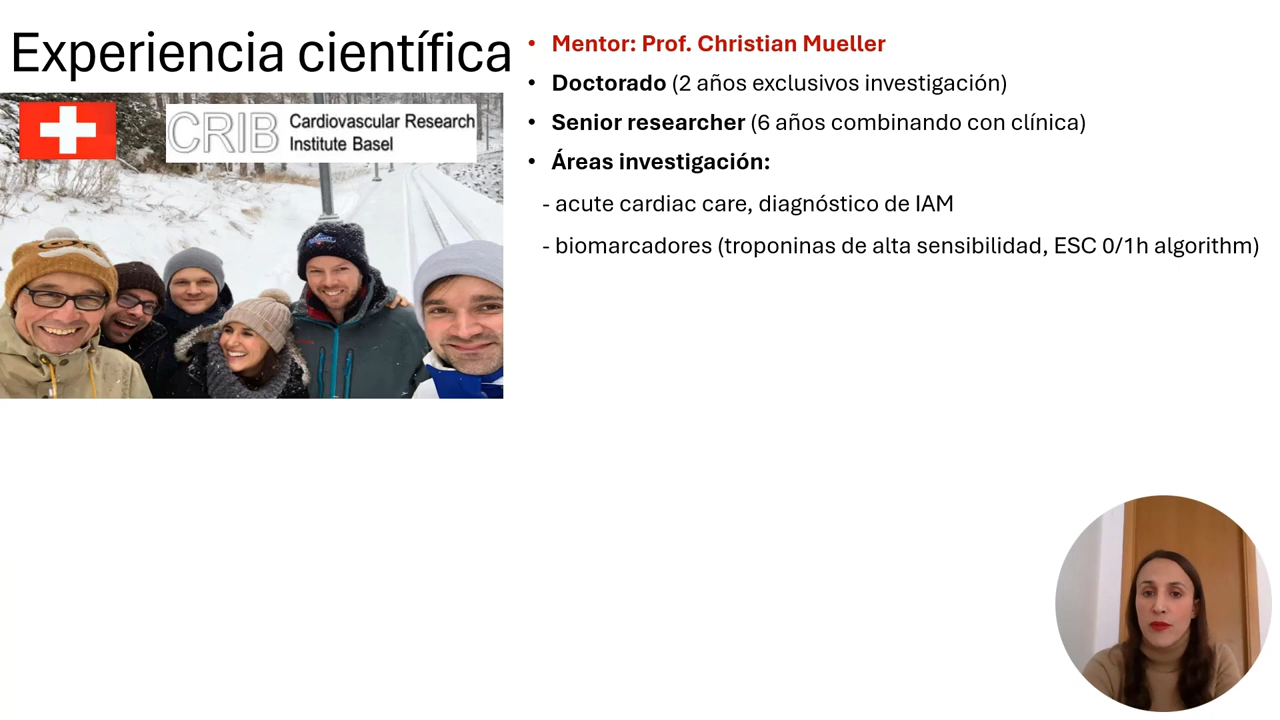 Experiencia científica
CRIB
Cardiovascular Research
Institute Basel
• Mentor: Prof. Christian Mueller
• Doctorado (2 años exclusivos investigación)
• Senior researcher (6 años combinando con clínica)
• Áreas investigación:
- acute cardiac care, diagnóstico de IAM
- biomarcadores (troponinas de alta sensibilidad, ESC 0/1h algorithm)